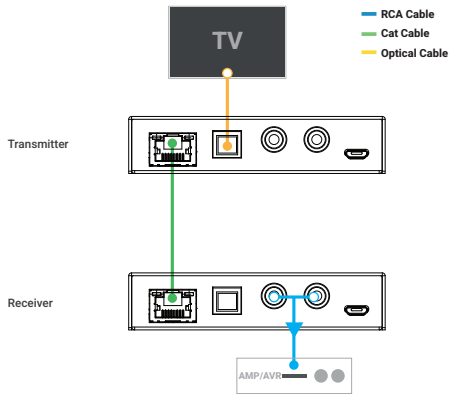 TV
RCA Cable
Cat Cable
Optical Cable
Transmitter
Receiver
AMP/AVR